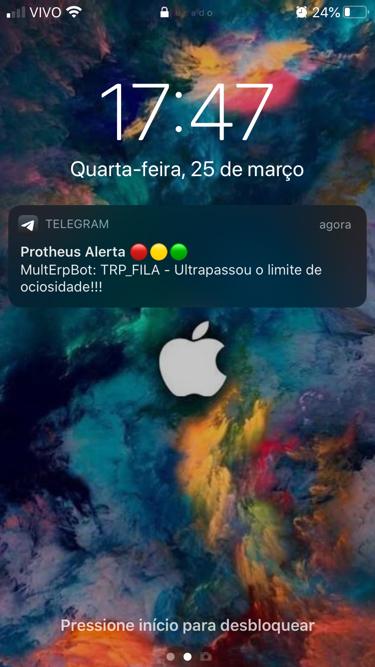 VIVO 24%
17:47
Quarta-feira, 25 de março
TELEGRAM agora
Protheus Alerta
MultErpBot: TRP_FILA - Ultrapassou o limite de
ociosidade!!!
Pressione início para desbloquear